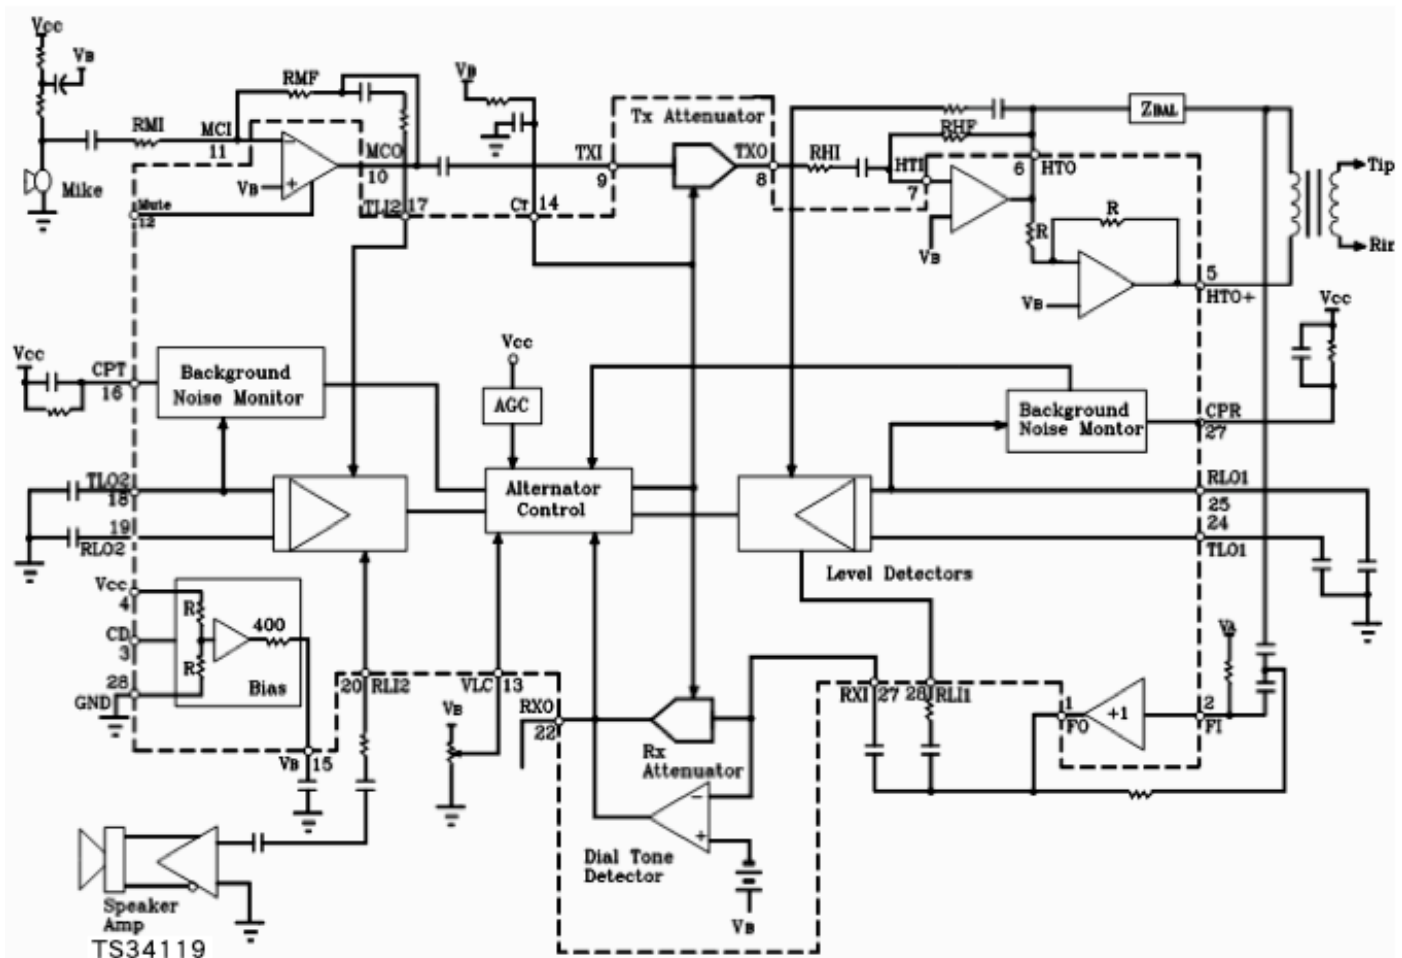 Vcc
VB
RMF
VB
Tx Attenuator
ZBAL
RMI
MCI
11
RHF
MCO
10
TXI
9
TXO
8
RHI
HTI
7
6
HTO
Tip
Mike
VB
Mute
12
TLI2
17
CT
14
R
R
Rin
VB
VB
5
HTO+
Vcc
Vcc
Vcc
CPT
16
Background
Noise Monitor
AGC
Background
Noise Montor
CPR
27
TLO2
18
Alternator
Control
RLO1
25
19
RLO2
24
TLO1
Level Detectors
Vcc
4
R
400
CD
3
R
28
GND
Bias
20
RLI2
VLC
13
RXI
27
28
RLI1
1
FO
+1
2
FI
VB
RXO
22
Rx
Attenuator
VB
15
−
+
Dial Tone
Detector
VB
Speaker
Amp
TS34119